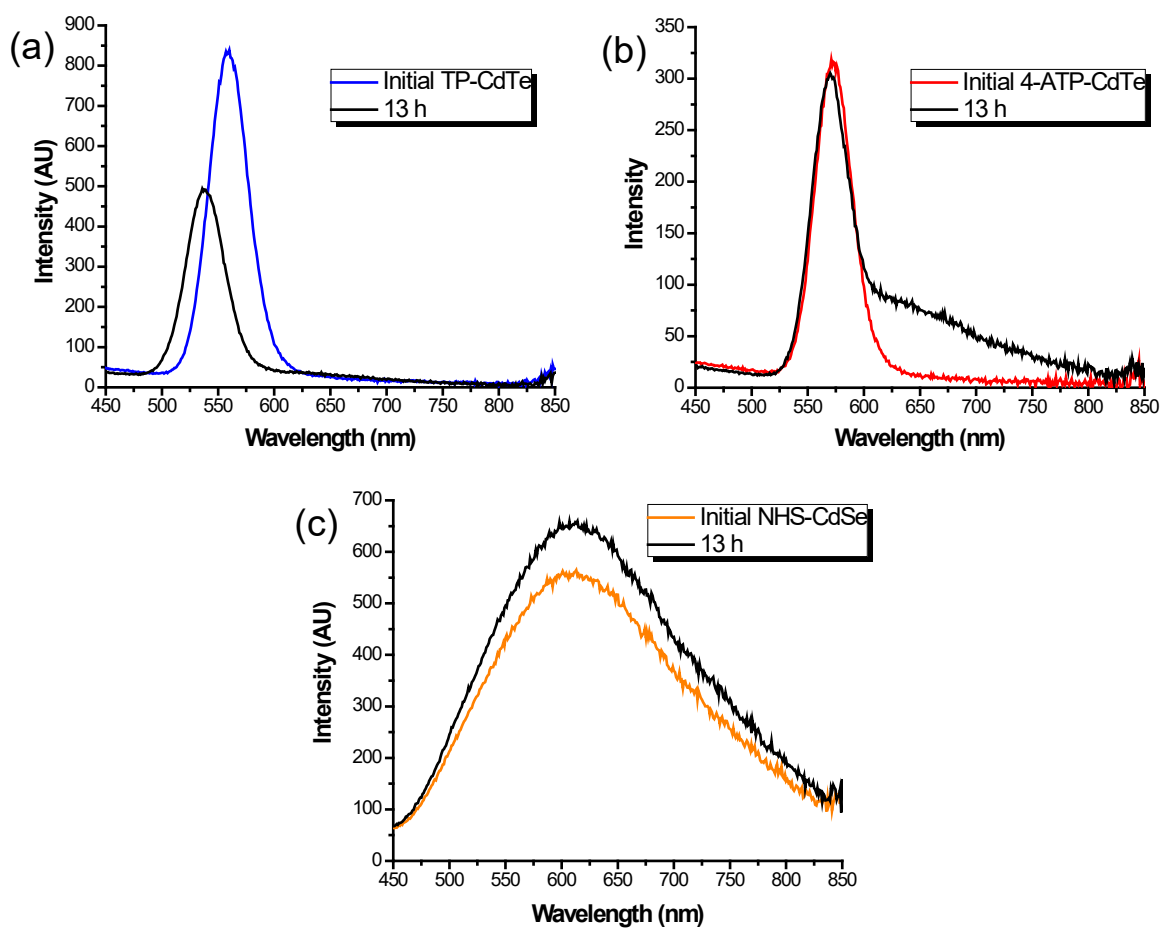 (a)
Initial TP-CdTe
13 h
Intensity (AU)
900
800
700
600
500
400
300
200
100
0
450 500 550 600 650 700 750 800 850
Wavelength (nm)
(b)
Initial 4-ATP-CdTe
13 h
Intensity
350
300
250
200
150
100
50
0
450 500 550 600 650 700 750 800 850
Wavelength (nm)
(c)
Initial NHS-CdSe
13 h
Intensity (AU)
700
600
500
400
300
200
100
0
450 500 550 600 650 700 750 800 850
Wavelength (nm)